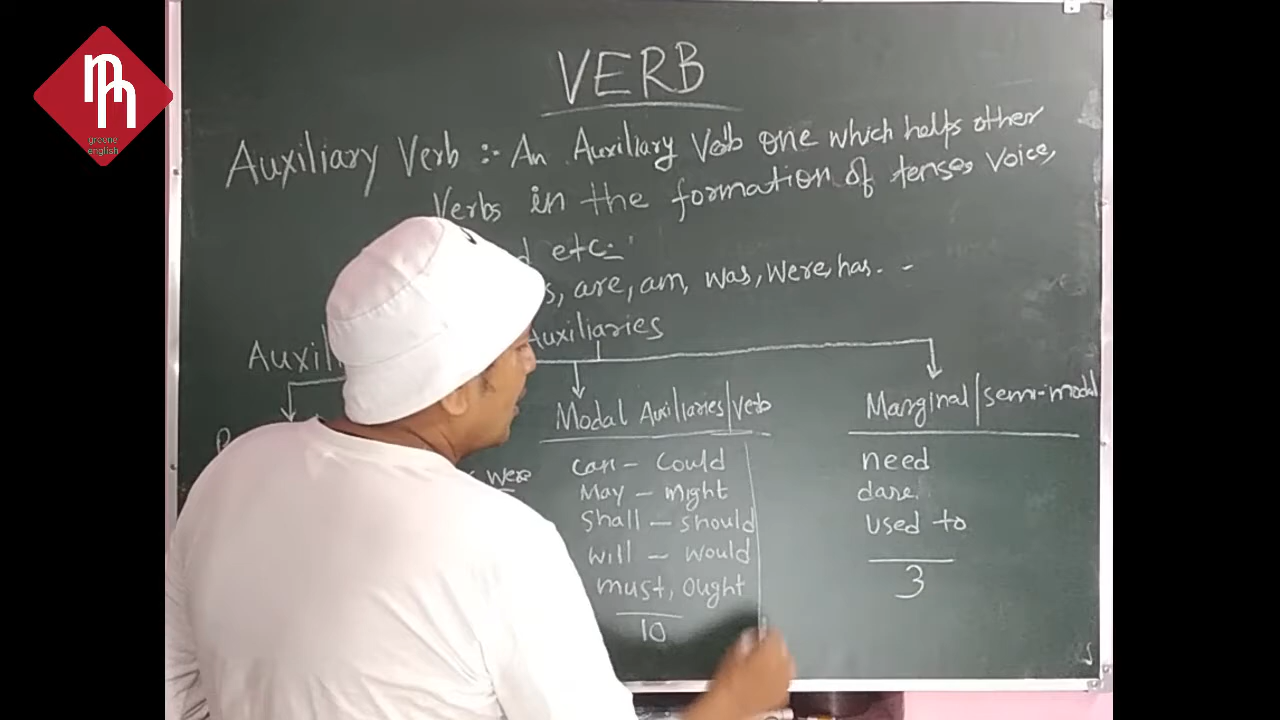 greene
english
VERB
Auxiliary Verb :- An Auxiliary Verb one which helps other
Verbs in the formation of tense, voice,
etc:-
are, am, was, were, has. - -
Auxiliaries
Modal Auxiliaries/Verb
Marginal/semi-modal
were
can - could
need
May - might
dare
shall - should
used to
will - would
3
must, ought
10